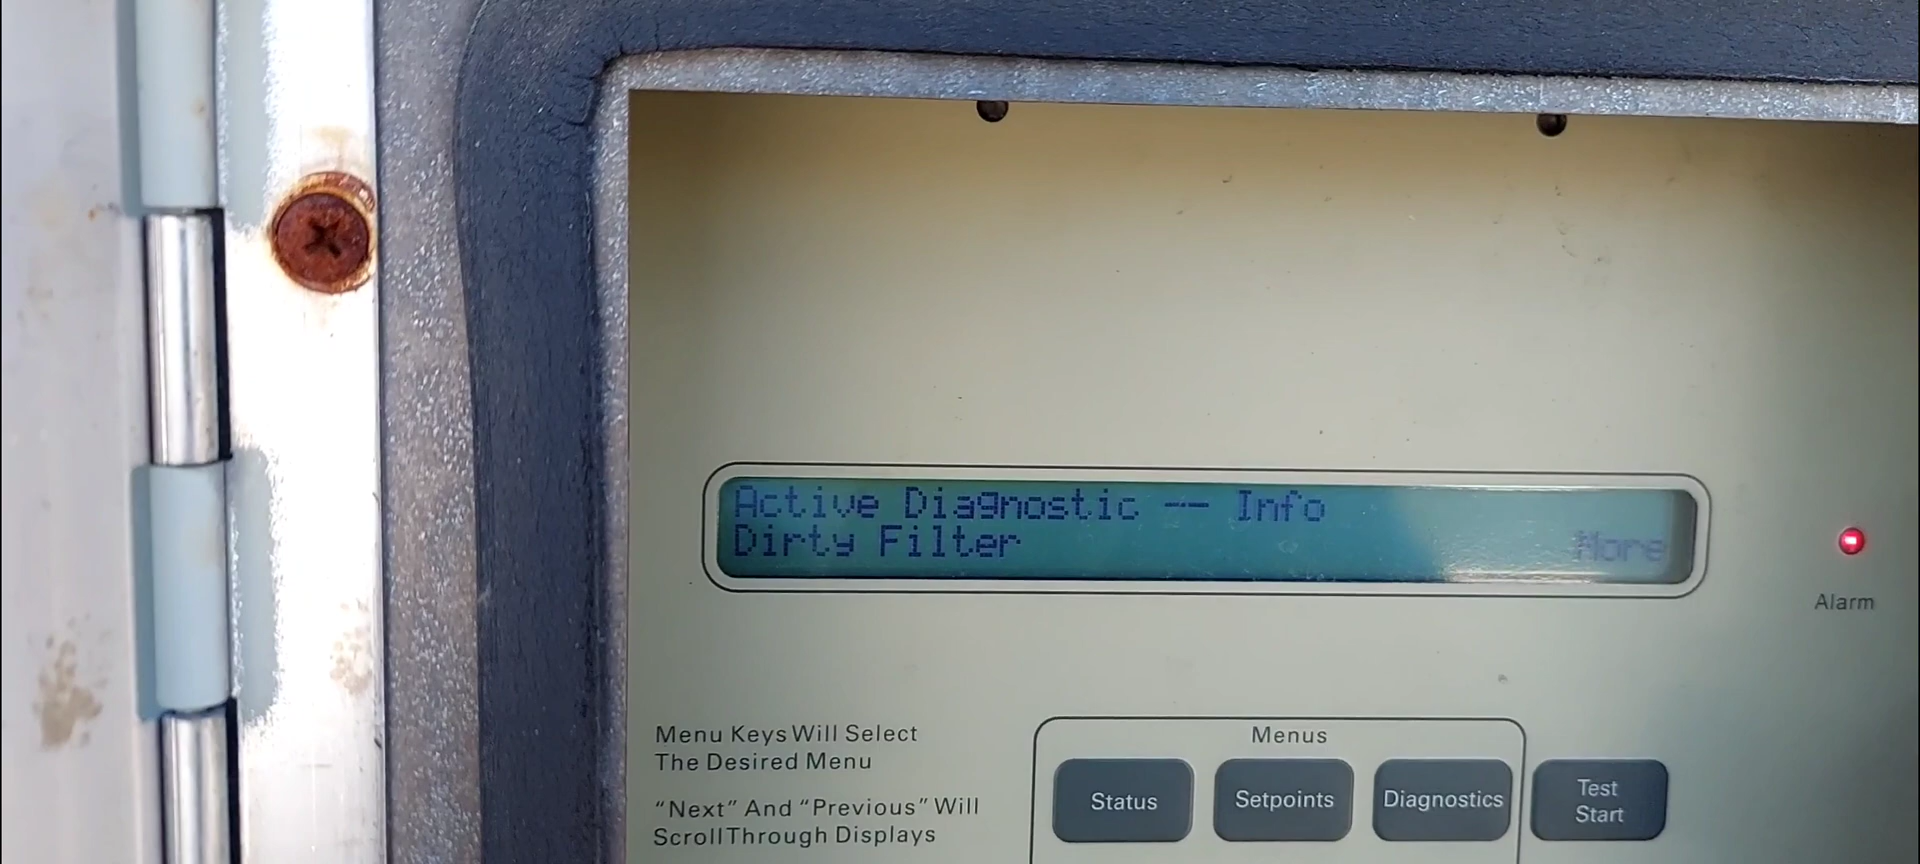 Active Diagnostic -- Info
Dirty Filter More
Alarm
Menu Keys Will Select
The Desired Menu
"Next" And "Previous" Will
Scroll Through Displays
Menus
Status
Setpoints
Diagnostics
Test
Start